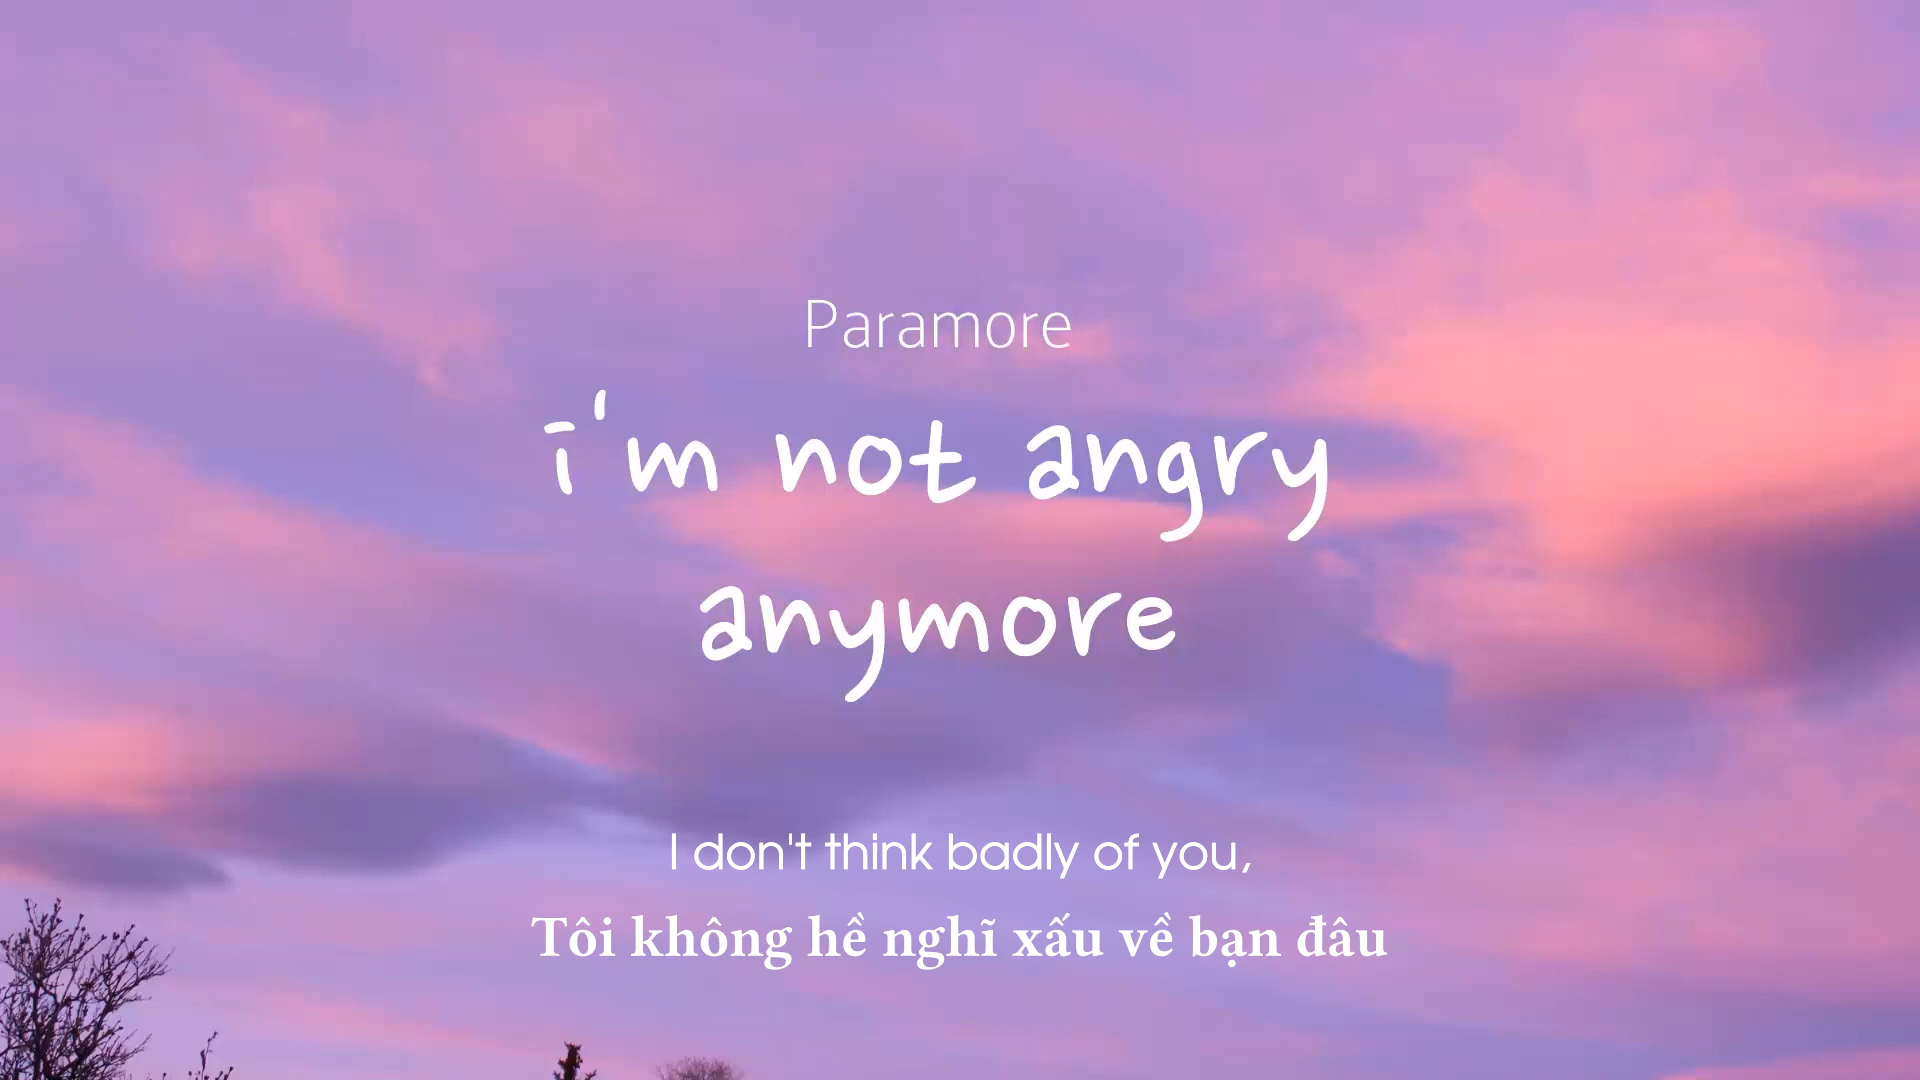 Paramore
i'm not angry
anymore
I don't think badly of you,
Tôi không hề nghĩ xấu về bạn đâu